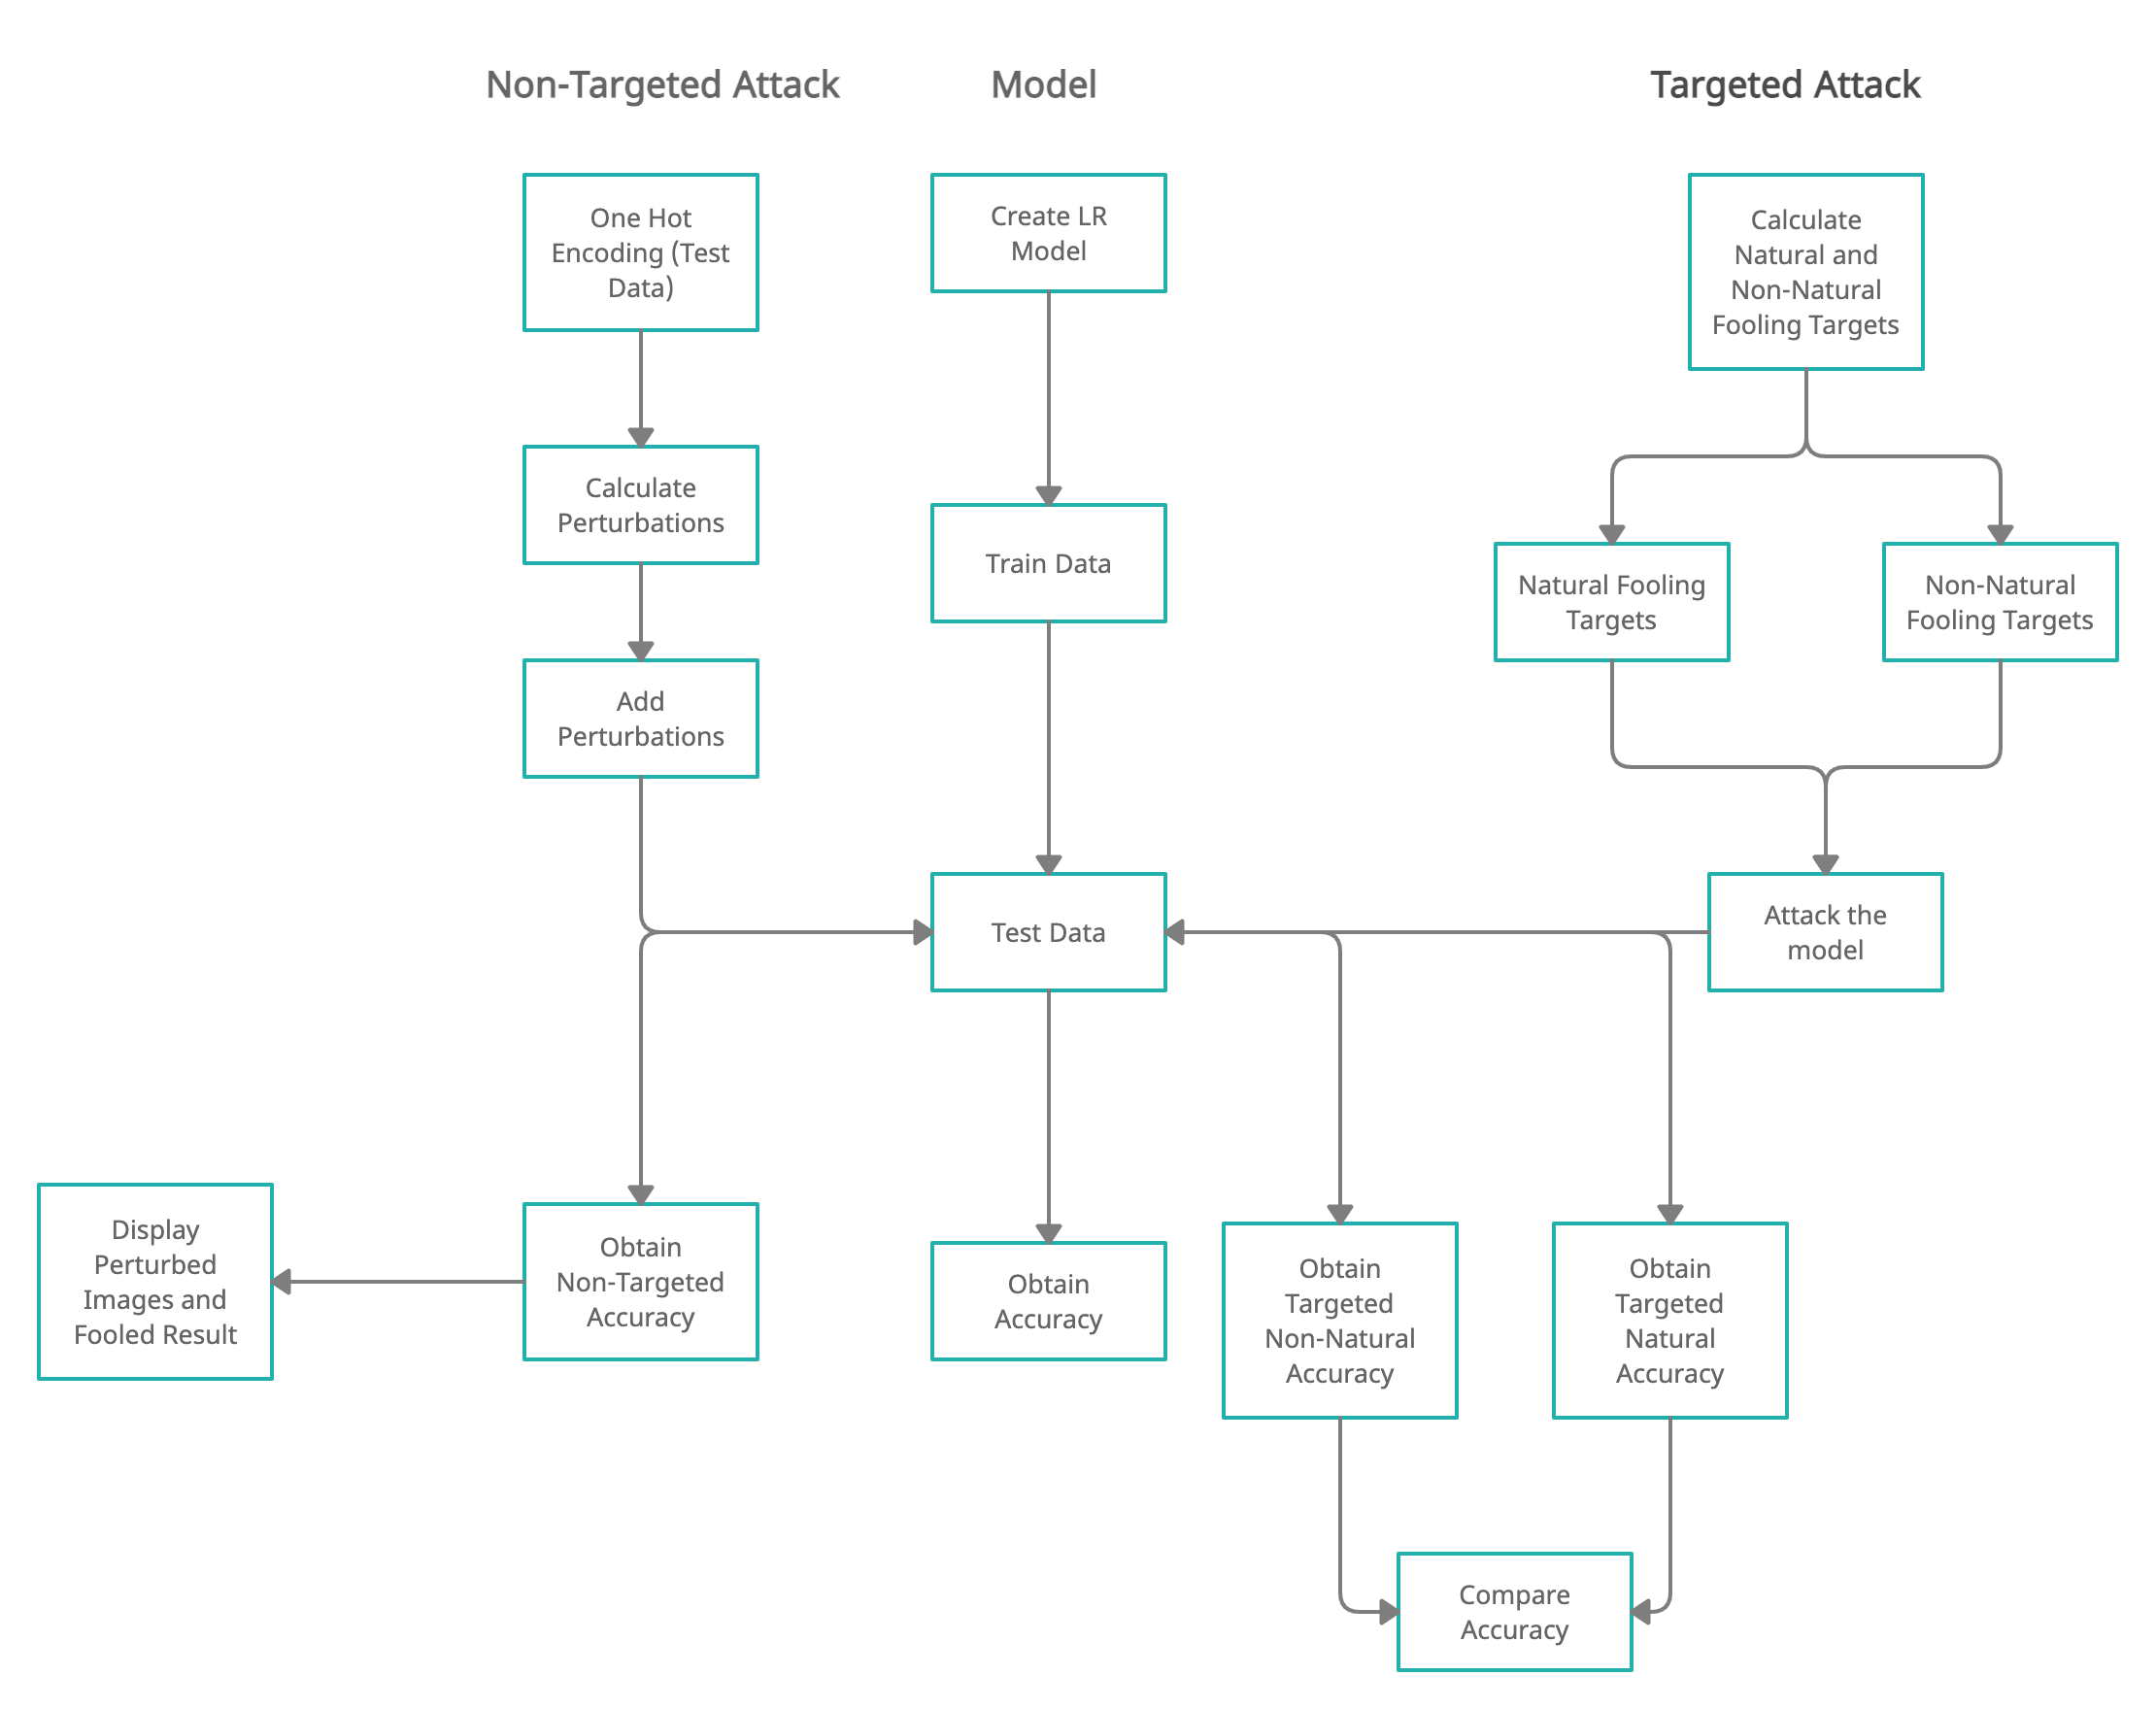 Non-Targeted Attack
Model
Targeted Attack
One Hot
Encoding (Test
Data)
Create LR
Model
Calculate
Natural and
Non-Natural
Fooling Targets
Calculate
Perturbations
Train Data
Natural Fooling
Targets
Non-Natural
Fooling Targets
Add
Perturbations
Test Data
Attack the
model
Display
Perturbed
Images and
Fooled Result
Obtain
Non-Targeted
Accuracy
Obtain
Accuracy
Obtain
Targeted
Non-Natural
Accuracy
Obtain
Targeted
Natural
Accuracy
Compare
Accuracy